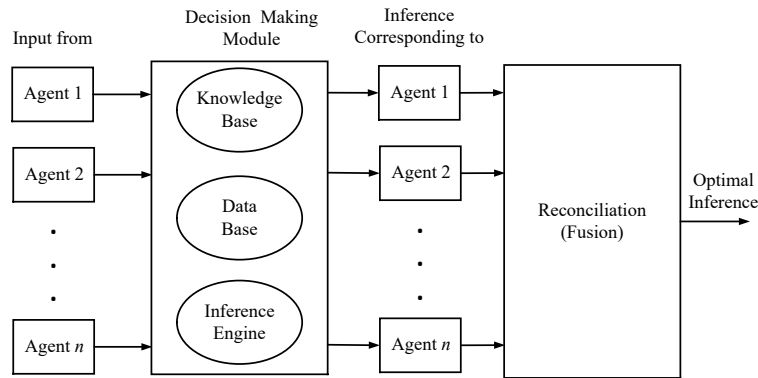 Input from
Decision Making
Module
Inference
Corresponding to
Agent 1
Agent 2
Agent n
Knowledge
Base
Data
Base
Inference
Engine
Agent 1
Agent 2
Agent n
Reconciliation
(Fusion)
Optimal
Inference